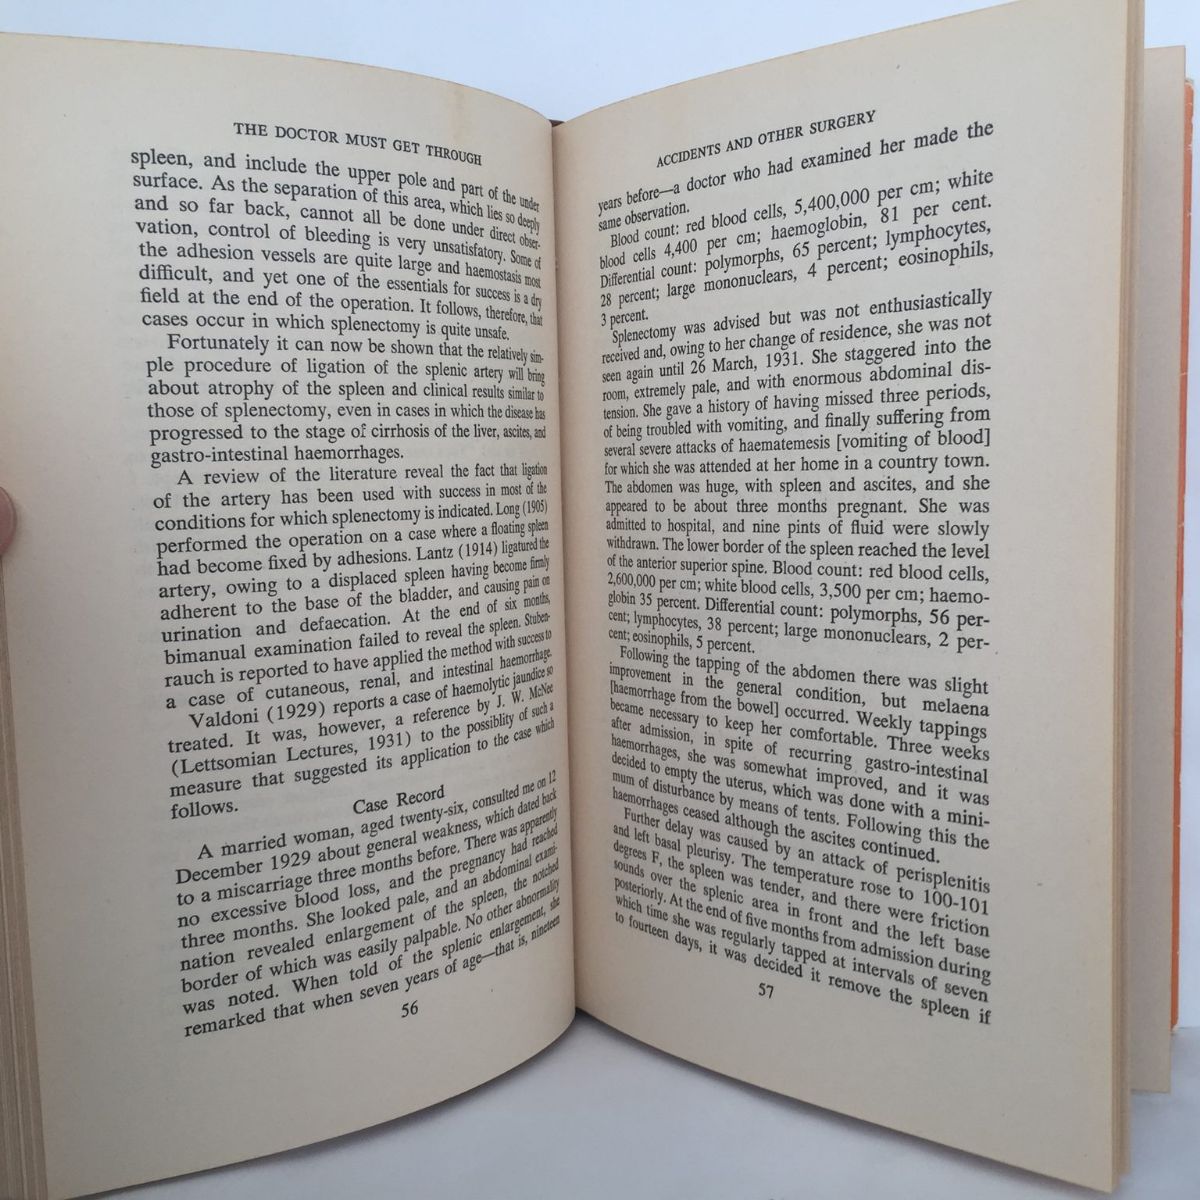 THE DOCTOR MUST GET THROUGH
spleen, and include the upper pole and part of the under
surface. As the separation of this area, which lies so deeply
and so far back, cannot all be done under direct obser-
vation, control of bleeding is very unsatisfactory. Some of
the adhesion vessels are quite large and haemostasis most
difficult, and yet one of the essentials for success is a dry
field at the end of the operation. It follows, therefore, that
cases occur in which splenectomy is quite unsafe.
Fortunately it can now be shown that the relatively sim-
ple procedure of ligation of the splenic artery will bring
about atrophy of the spleen and clinical results similar to
those of splenectomy, even in cases in which the disease has
progressed to the stage of cirrhosis of the liver, ascites, and
gastro-intestinal haemorrhages.
A review of the literature reveal the fact that ligation
of the artery has been used with success in most of the
conditions for which splenectomy is indicated. Long (1905)
performed the operation on a case where a floating spleen
had become fixed by adhesions. Lantz (1914) ligatured the
artery, owing to a displaced spleen having become firmly
adherent to the base of the bladder, and causing pain on
urination and defaecation. At the end of six months,
bimanual examination failed to reveal the spleen. Stuben-
rauch is reported to have applied the method with success to
a case of cutaneous, renal, and intestinal haemorrhage.
Valdoni (1929) reports a case of haemolytic jaundice so
treated. It was, however, a reference by J. W. McNee
(Lettsomian Lectures, 1931) to the possiblity of such a
measure that suggested its application to the case which
follows.
Case Record
A married woman, aged twenty-six, consulted me on 12
December 1929 about general weakness, which dated back
to a miscarriage three months before. There was apparently
no excessive blood loss, and the pregnancy had reached
three months. She looked pale, and an abdominal exami-
nation revealed enlargement of the spleen, the notched
border of which was easily palpable. No other abnormality
was noted. When told of the splenic enlargement, she
remarked that when seven years of age—that is, nineteen
56
ACCIDENTS AND OTHER SURGERY
years before—a doctor who had examined her made the
same observation.
Blood count: red blood cells, 5,400,000 per cm; white
blood cells 4,400 per cm; haemoglobin, 81 per cent.
Differential count: polymorphs, 65 percent; lymphocytes,
28 percent; large mononuclears, 4 percent; eosinophils,
3 percent.
Splenectomy was advised but was not enthusiastically
received and, owing to her change of residence, she was not
seen again until 26 March, 1931. She staggered into the
room, extremely pale, and with enormous abdominal dis-
tension. She gave a history of having missed three periods,
of being troubled with vomiting, and finally suffering from
several severe attacks of haematemesis [vomiting of blood]
for which she was attended at her home in a country town.
The abdomen was huge, with spleen and ascites, and she
appeared to be about three months pregnant. She was
admitted to hospital, and nine pints of fluid were slowly
withdrawn. The lower border of the spleen reached the level
of the anterior superior spine. Blood count: red blood cells,
2,600,000 per cm; white blood cells, 3,500 per cm; haemo-
globin 35 percent. Differential count: polymorphs, 56 per-
cent; lymphocytes, 38 percent; large mononuclears, 2 per-
cent; eosinophils, 5 percent.
Following the tapping of the abdomen there was slight
improvement in the general condition, but melaena
[haemorrhage from the bowel] occurred. Weekly tappings
became necessary to keep her comfortable. Three weeks
after admission, in spite of recurring gastro-intestinal
haemorrhages, she was somewhat improved, and it was
decided to empty the uterus, which was done with a mini-
mum of disturbance by means of tents. Following this the
haemorrhages ceased although the ascites continued.
Further delay was caused by an attack of perisplenitis
and left basal pleurisy. The temperature rose to 100-101
degrees F, the spleen was tender, and there were friction
sounds over the splenic area in front and the left base
posteriorly. At the end of five months from admission during
which time she was regularly tapped at intervals of seven
to fourteen days, it was decided it remove the spleen if
57